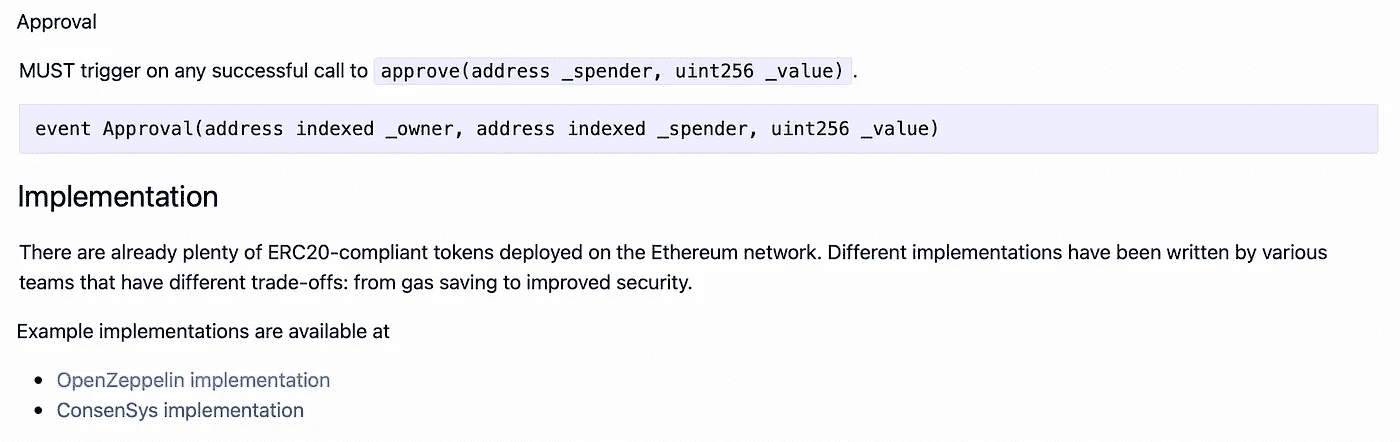 Approval
MUST trigger on any successful call to approve(address _spender, uint256 _value).
event Approval(address indexed _owner, address indexed _spender, uint256 _value)
Implementation
There are already plenty of ERC20-compliant tokens deployed on the Ethereum network. Different implementations have been written by various
teams that have different trade-offs: from gas saving to improved security.
Example implementations are available at
• OpenZeppelin implementation
• ConsenSys implementation